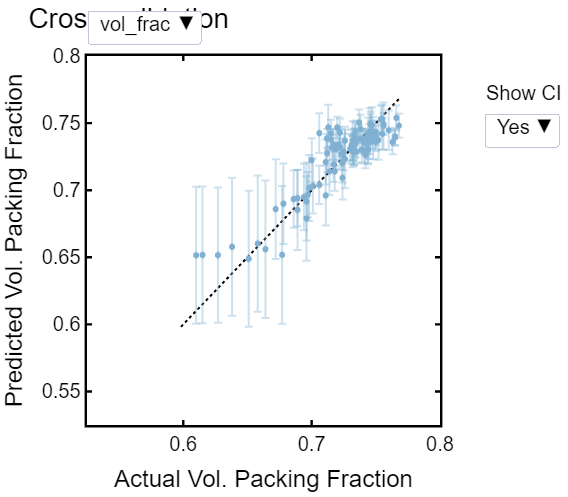 Cros
on
vol_frac ▼
Show CI
Yes ▼
Predicted Vol. Packing Fraction
0.8
0.75
0.7
0.65
0.6
0.55
0.6
0.7
0.8
Actual Vol. Packing Fraction